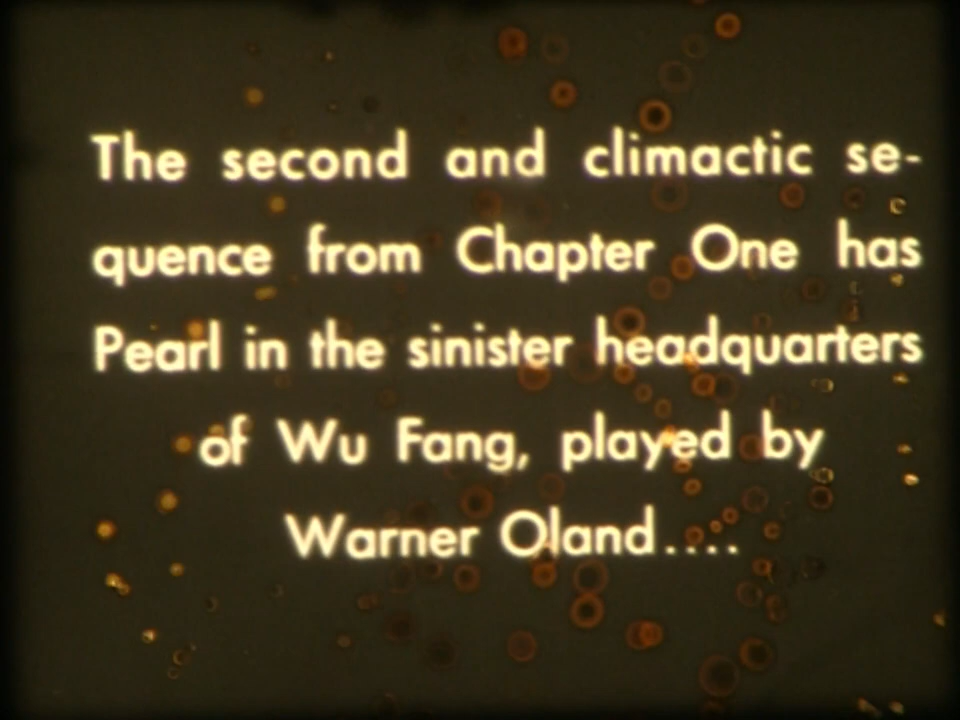 The second and climactic se-
quence from Chapter One has
Pearl in the sinister headquarters
of Wu Fang, played by
Warner Oland....